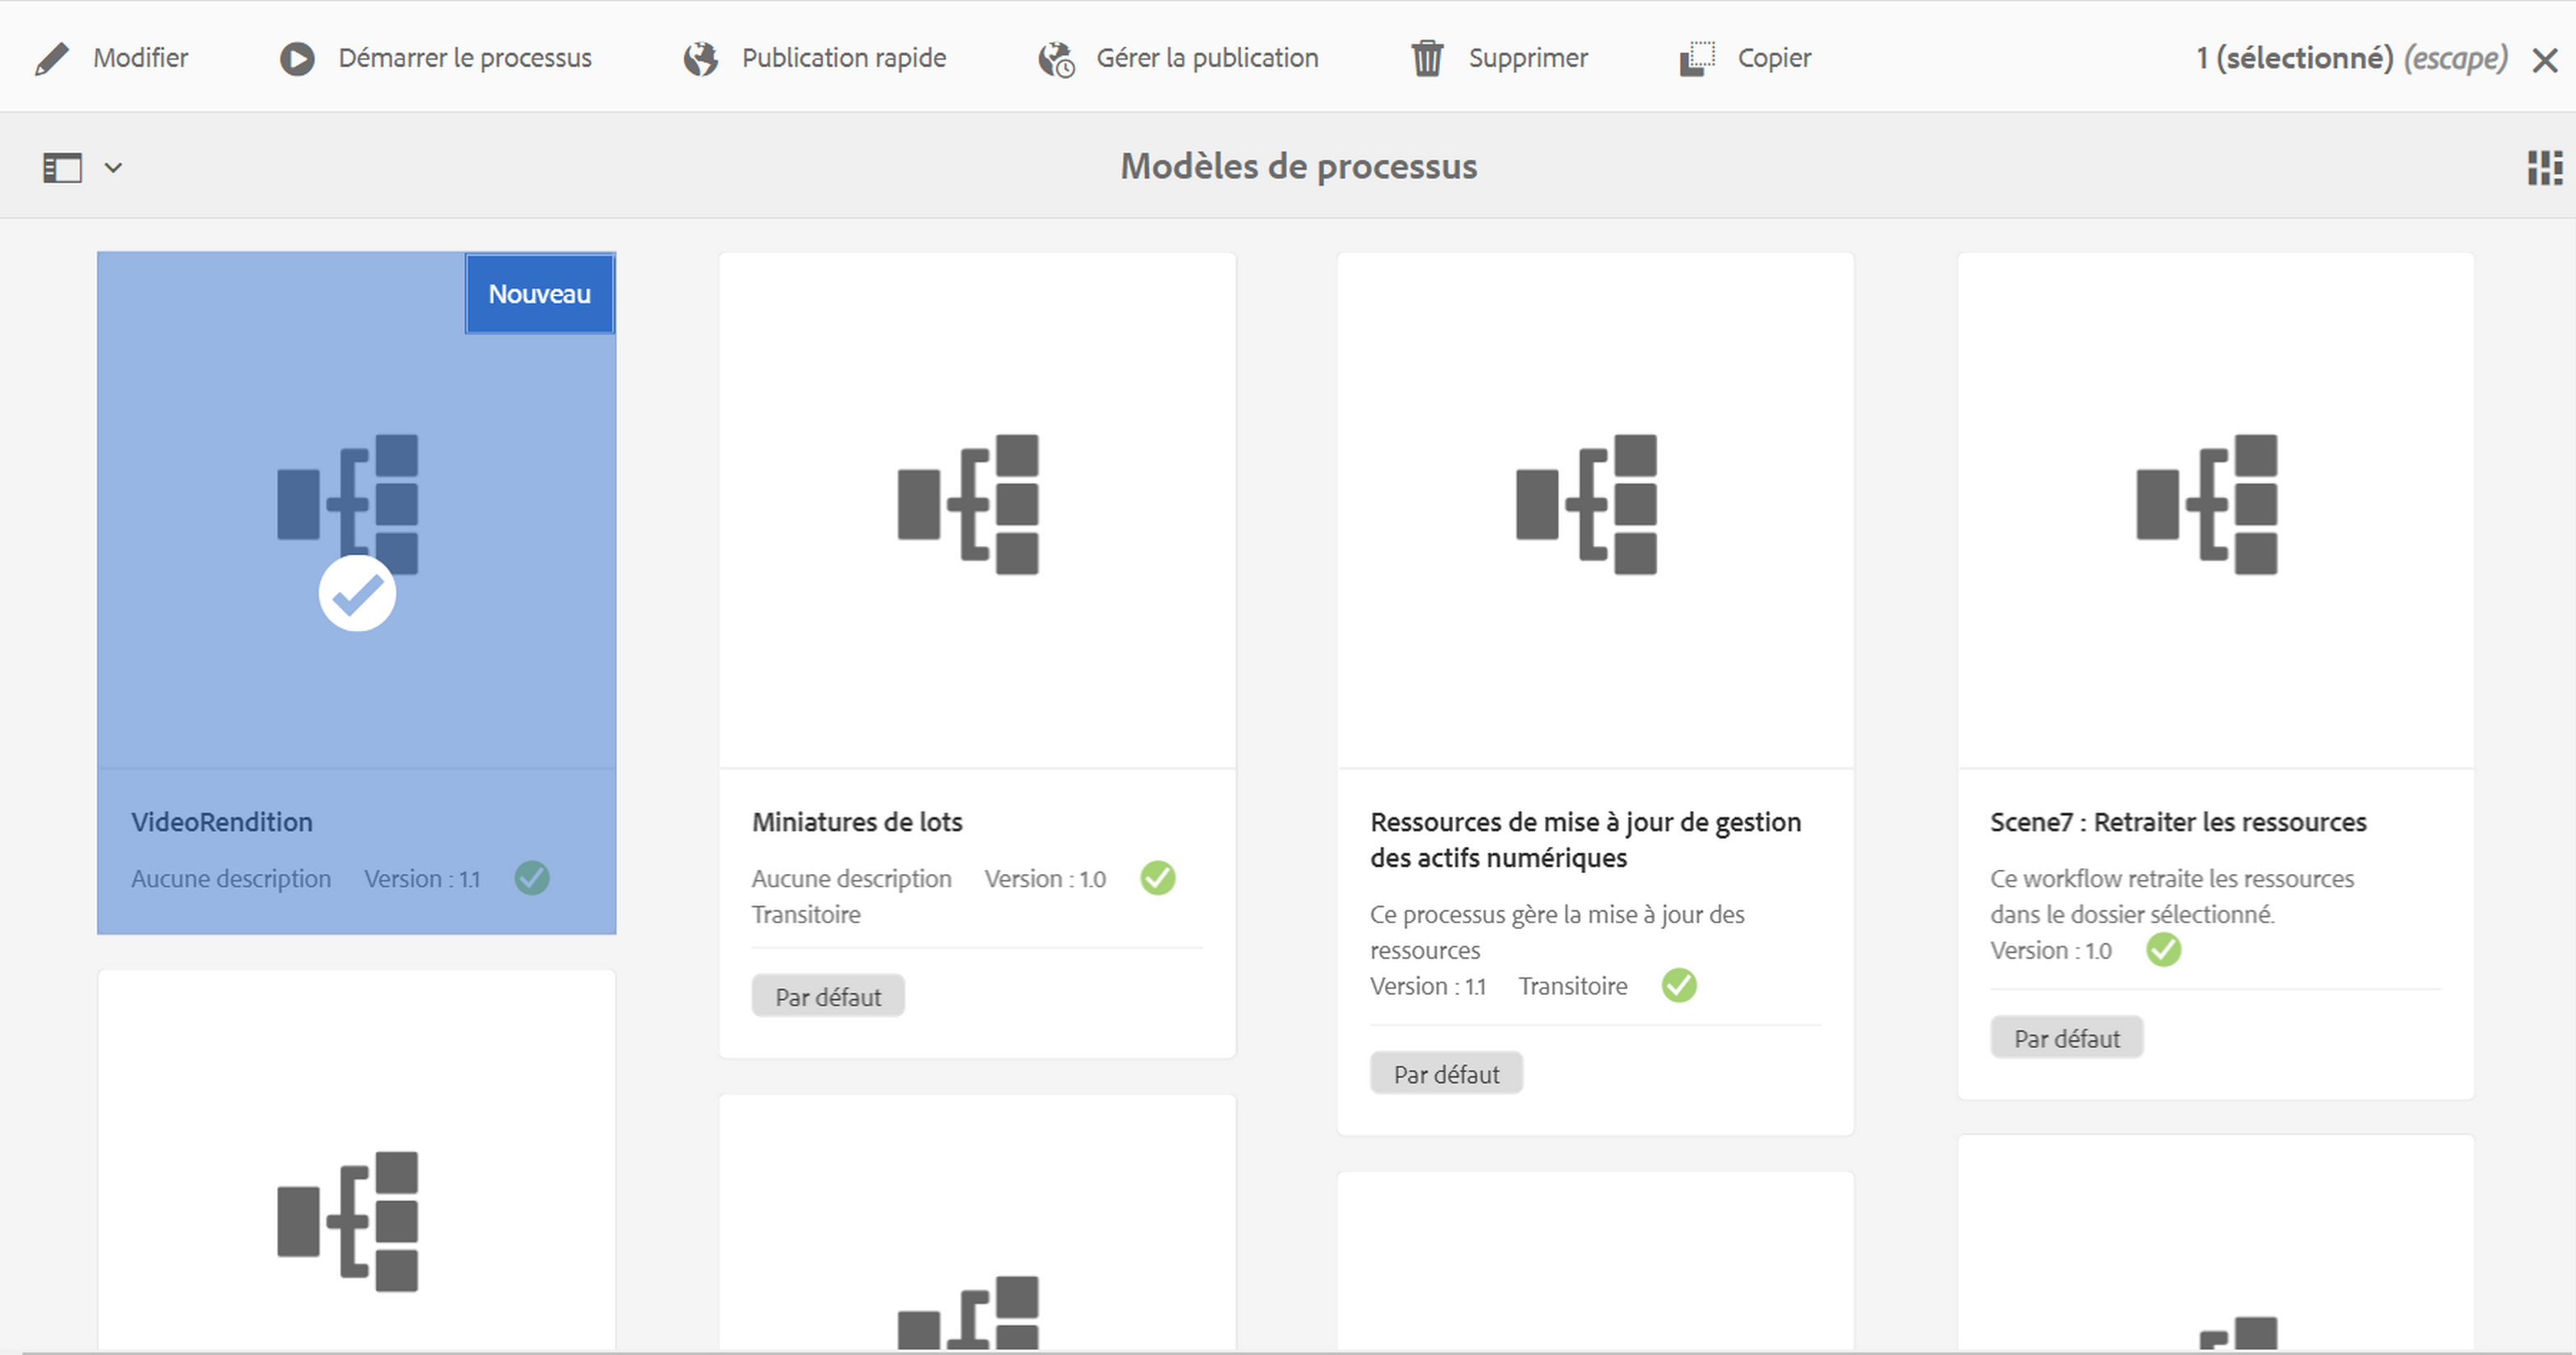 Modifier
Démarrer le processus
Publication rapide
Gérer la publication
Supprimer
Copier
1 (sélectionné) (escape)
Modèles de processus
Nouveau
VideoRendition
Aucune description Version : 1.1
Miniatures de lots
Aucune description Version : 1.0
Transitoire
Par défaut
Ressources de mise à jour de gestion
des actifs numériques
Ce processus gère la mise à jour des
ressources
Version : 1.1 Transitoire
Par défaut
Scene7 : Retraiter les ressources
Ce workflow retraite les ressources
dans le dossier sélectionné.
Version : 1.0
Par défaut